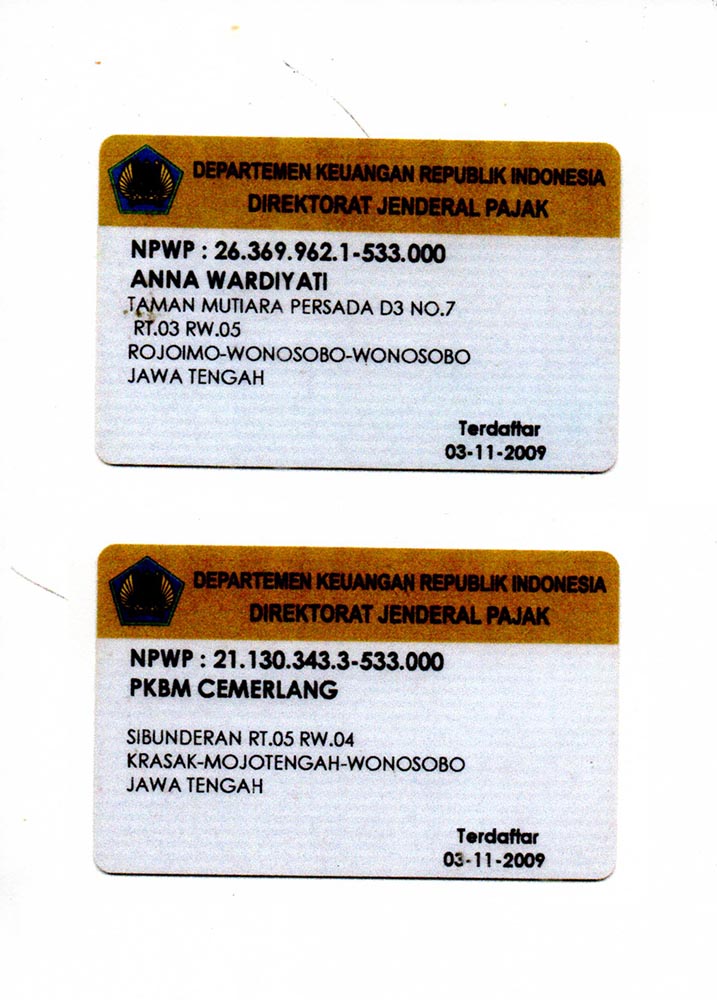 DEPARTEMEN KEUANGAN REPUBLIK INDONESIA
DIREKTORAT JENDERAL PAJAK
NPWP : 26.369.962.1-533.000
ANNA WARDIYATI
TAMAN MUTIARA PERSADA D3 NO.7
RT.03 RW.05
ROJOIMO-WONOSOBO-WONOSOBO
JAWA TENGAH
Terdaftar
03-11-2009
DEPARTEMEN KEUANGAN REPUBLIK INDONESIA
DIREKTORAT JENDERAL PAJAK
NPWP : 21.130.343.3-533.000
PKBM CEMERLANG
SIBUNDERAN RT.05 RW.04
KRASAK-MOJOTENGAH-WONOSOBO
JAWA TENGAH
Terdaftar
03-11-2009